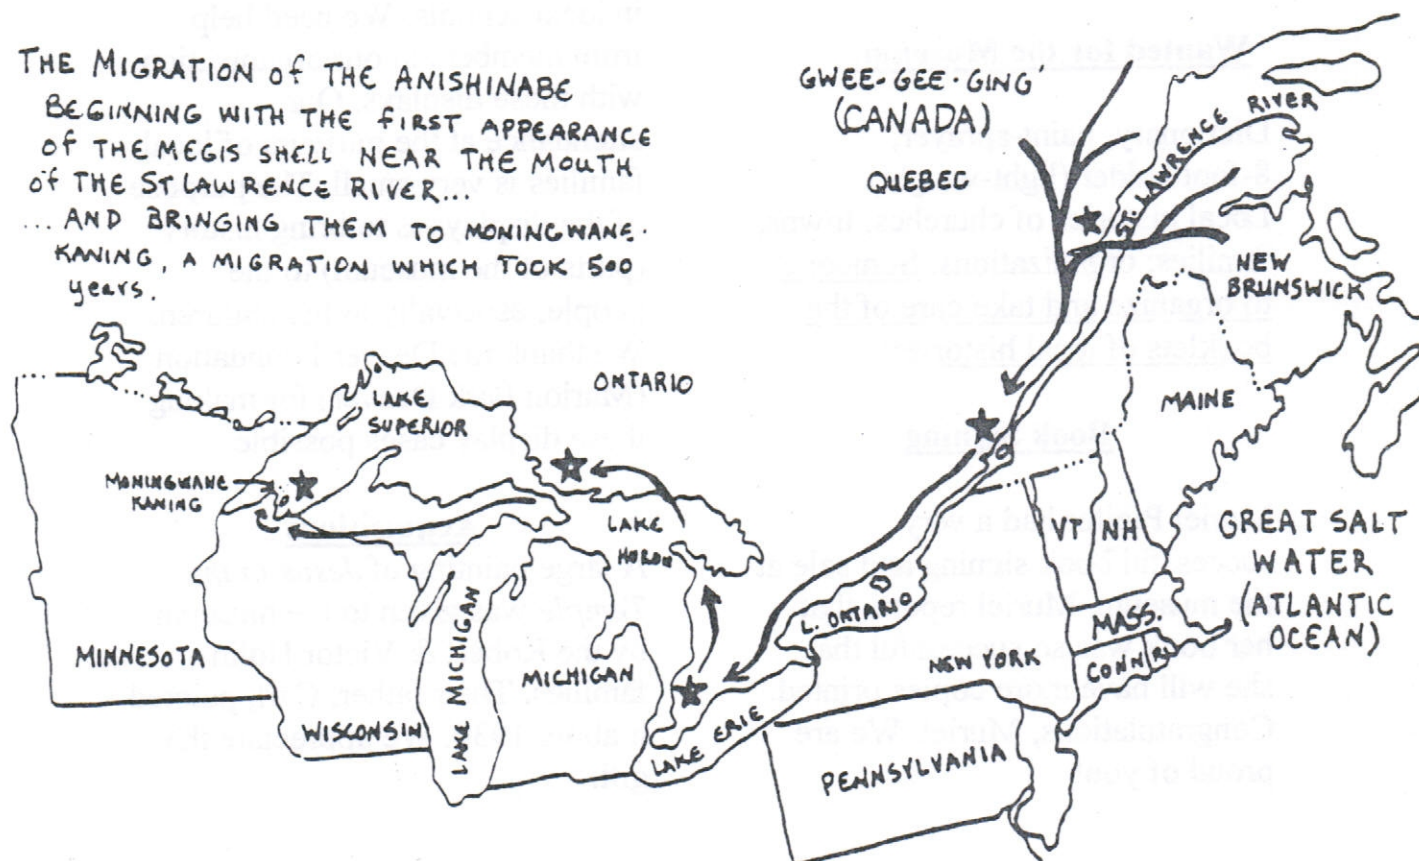 THE MIGRATION of THE ANISHINABE
BEGINNING WITH THE FIRST APPEARANCE
of THE MEGIS SHELL NEAR THE MOUTH
of THE ST. LAWRENCE RIVER...
...AND BRINGING THEM TO MONINGWANE-
KANING, A MIGRATION WHICH TOOK 500
years.
GWEE-GEE-GING'
(CANADA)
QUEBEC
ST. LAWRENCE RIVER
NEW
BRUNSWICK
MAINE
ONTARIO
LAKE
SUPERIOR
MONINGWANE
KANING
LAKE
HORON
VT
NH
GREAT SALT
WATER
(ATLANTIC
OCEAN)
L. ONTARIO
MASS.
CONN.
RI
MINNESOTA
WISCONSIN
LAKE MICHIGAN
MICHIGAN
LAKE ERIE
NEW YORK
PENNSYLVANIA